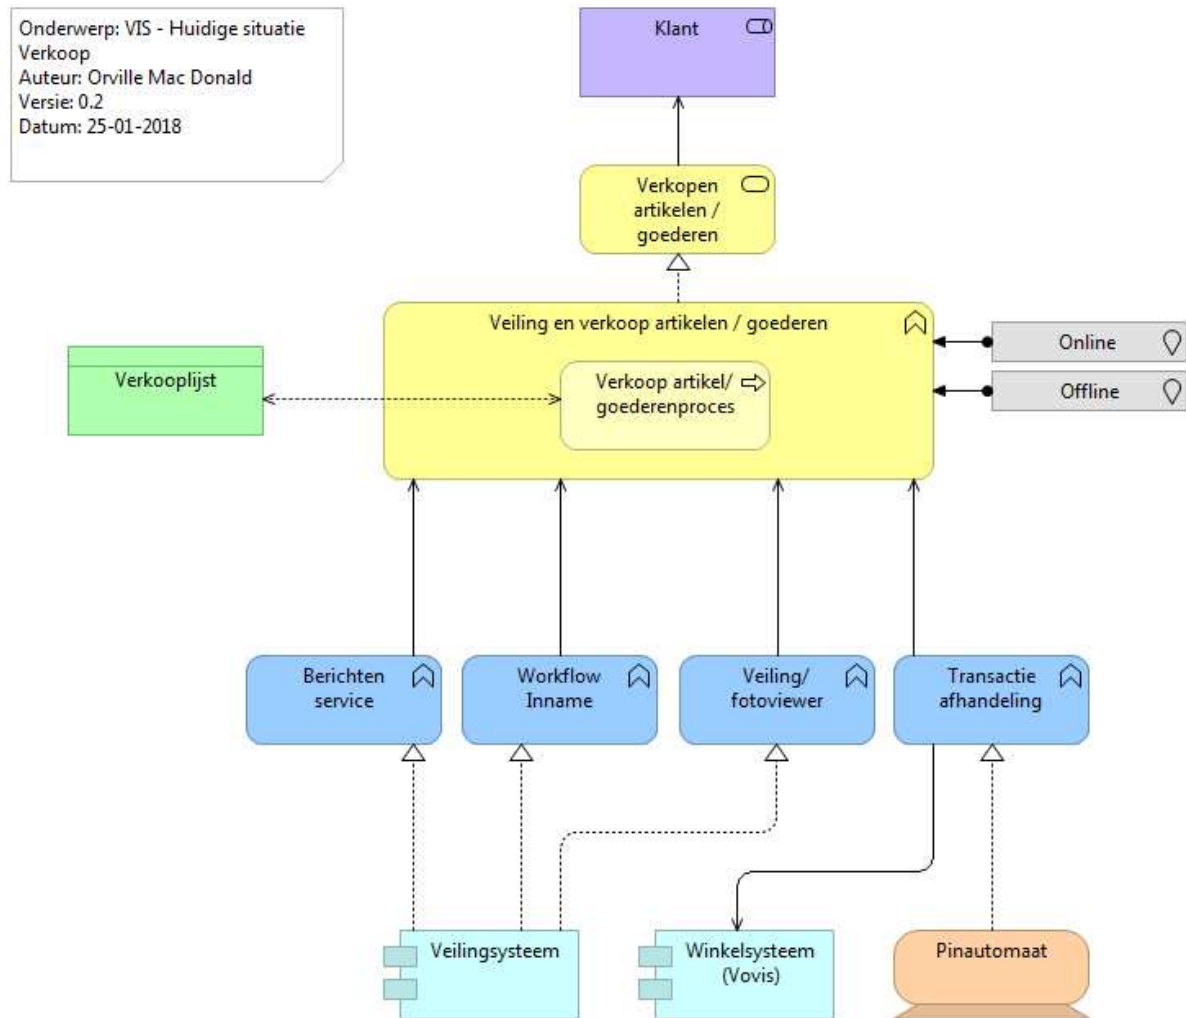 Onderwerp: VIS - Huidige situatie
Verkoop
Auteur: Orville Mac Donald
Versie: 0.2
Datum: 25-01-2018
Klant
Verkopen
artikelen /
goederen
Veiling en verkoop artikelen / goederen
Verkoop artikel/
goederenproces
Verkooplijst
Online
Offline
Berichten
service
Workflow
Inname
Veiling/
fotoviewer
Transactie
afhandeling
Veilingsysteem
Winkelsysteem
(Vovis)
Pinautomaat